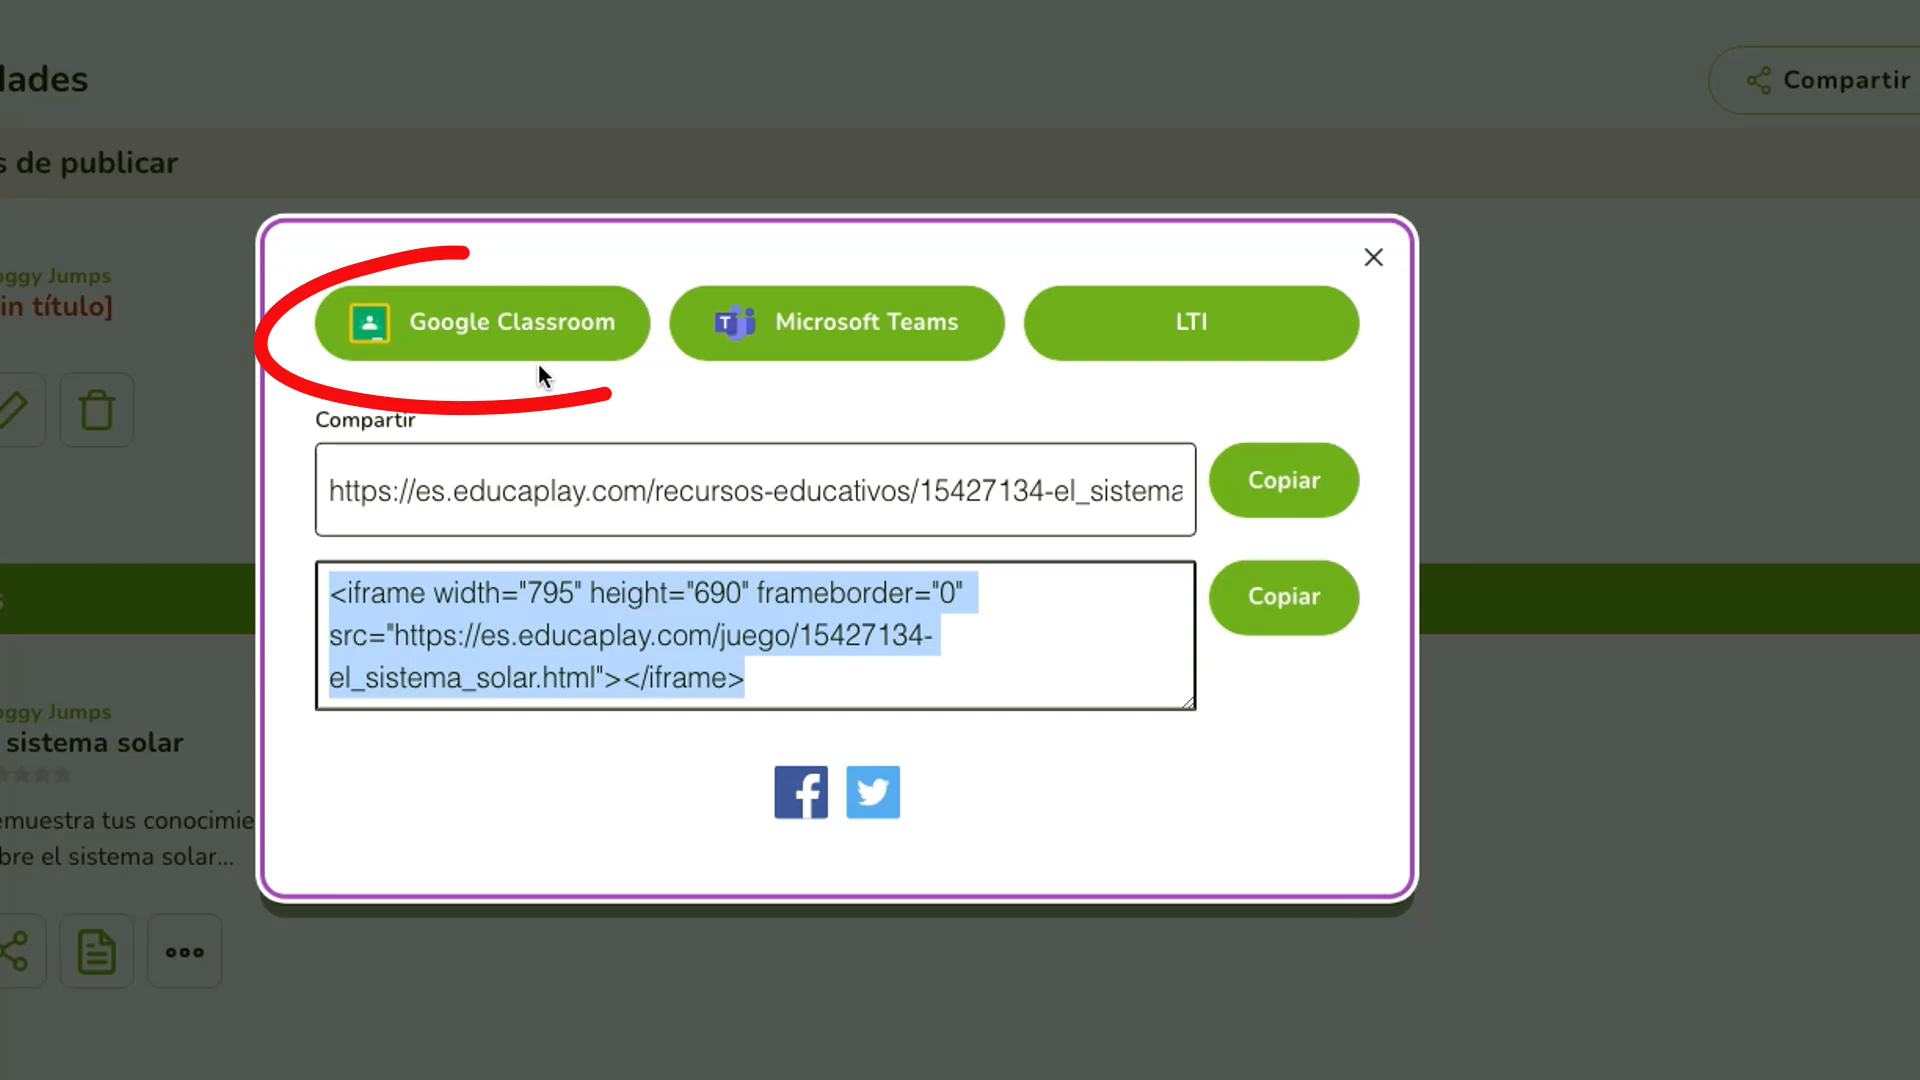 Compartir
s de publicar
Google Classroom
Microsoft Teams
LTI
Compartir
https://es.educaplay.com/recursos-educativos/15427134-el_sistema
Copiar
<iframe width="795" height="690" frameborder="0"
src="https://es.educaplay.com/juego/15427134-
el_sistema_solar.html"></iframe>
Copiar
oggy Jumps
in título]
oggy Jumps
sistema solar
emuestra tus conocimie
bre el sistema solar...